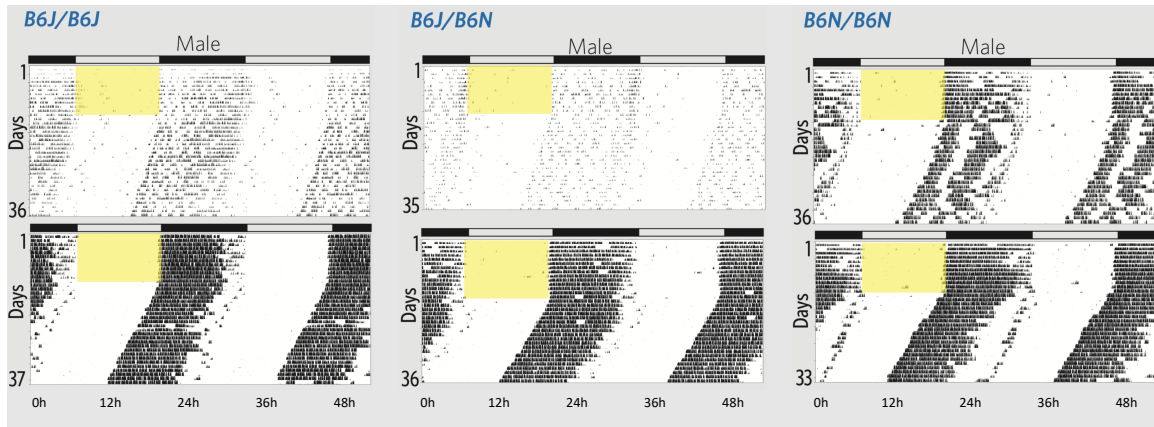 B6J/B6J
Male
1
Days
36
1
Days
37
0h 12h 24h 36h 48h
B6J/B6N
Male
1
Days
35
1
Days
36
0h 12h 24h 36h 48h
B6N/B6N
Male
1
Days
36
1
Days
33
0h 12h 24h 36h 48h